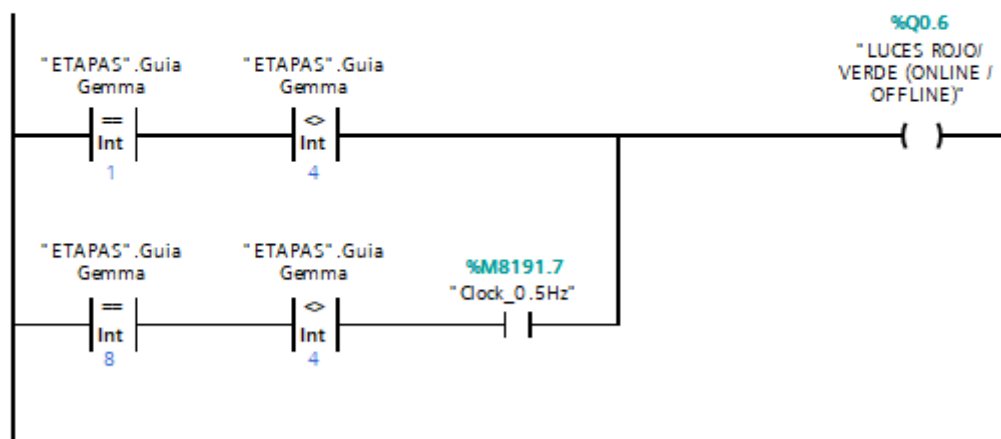 %Q0.6
"LUCES ROJO/
VERDE (ONLINE /
OFFLINE)"
"ETAPAS".Guia
Gemma
"ETAPAS".Guia
Gemma
==
Int
1
<>
Int
4
"ETAPAS".Guia
Gemma
"ETAPAS".Guia
Gemma
%M8191.7
"Clock_0.5Hz"
==
Int
8
<>
Int
4